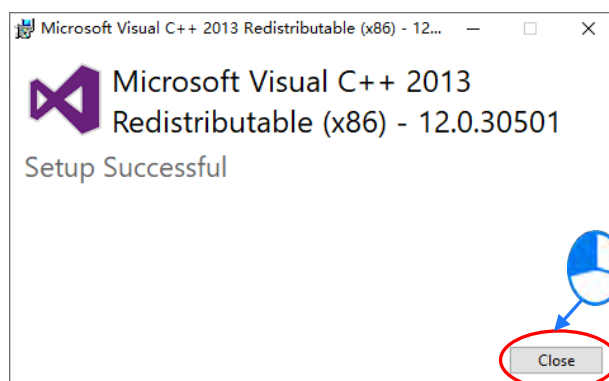 Microsoft Visual C++ 2013 Redistributable (x86) - 12...
Microsoft Visual C++ 2013
Redistributable (x86) - 12.0.30501
Setup Successful
Close